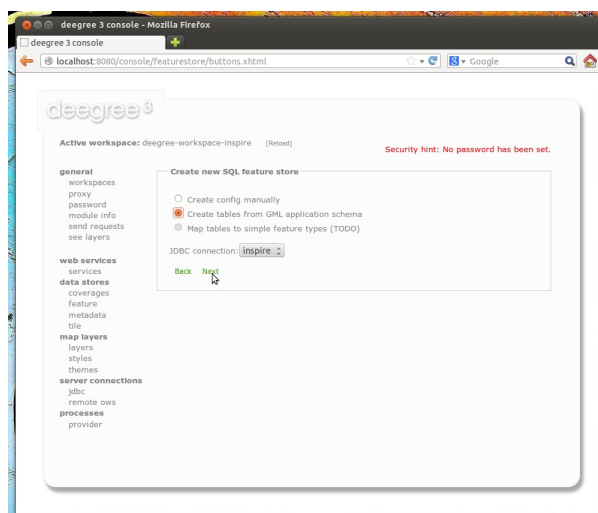 deegree 3 console - Mozilla Firefox
deegree 3 console
localhost:8080/console/featurestore/buttons.xhtml
Google
deegree 3
Active workspace: deegree-workspace-inspire [Reload]
Security hint: No password has been set.
general
workspaces
proxy
password
module info
send requests
see layers
web services
services
data stores
coverages
feature
metadata
tile
map layers
layers
styles
themes
server connections
jdbc
remote ows
processes
provider
Create new SQL feature store
Create config manually
Create tables from GML application schema
Map tables to simple feature types (TODO)
JDBC connection: inspire
Back Next